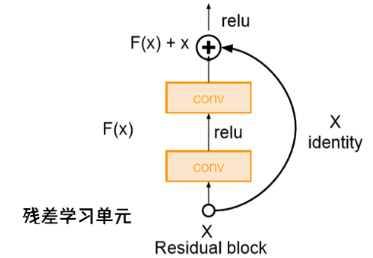 relu
F(x) + x
conv
F(x)
relu
X
identity
conv
残差学习单元
X
Residual block